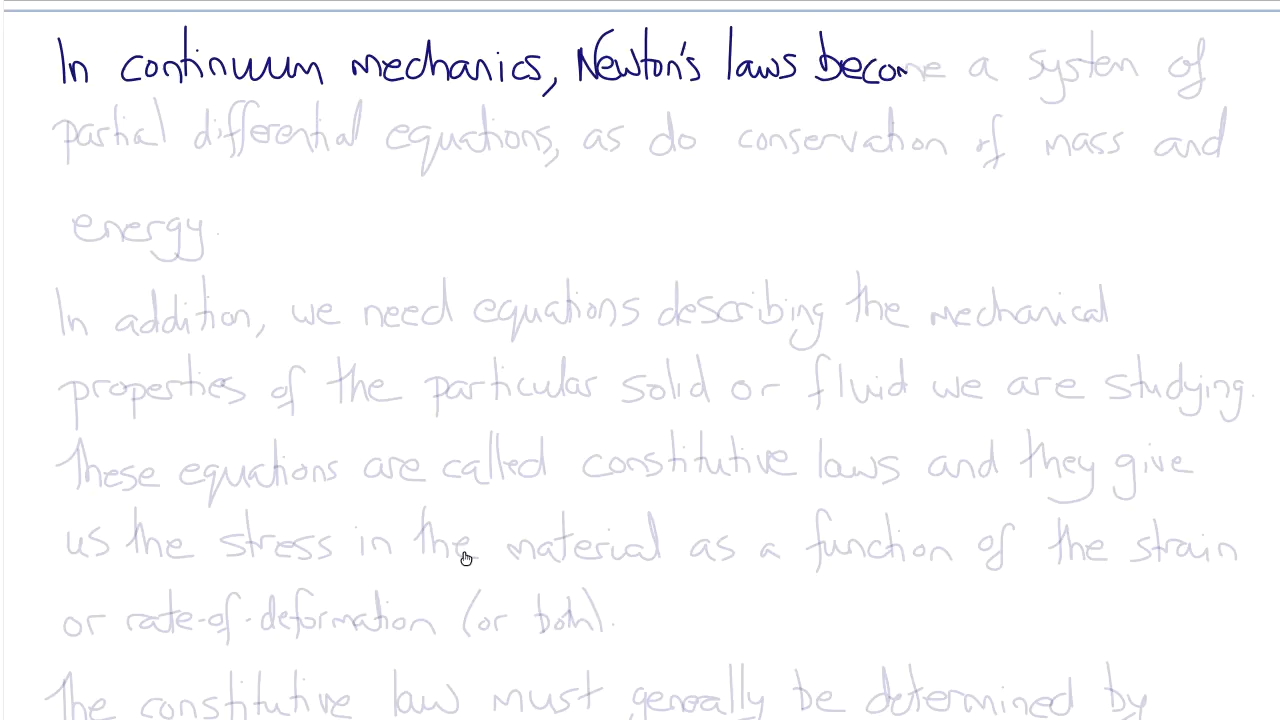 In continuum mechanics, Newton's laws become a system of
partial differential equations, as do conservation of mass and
energy.
In addition, we need equations describing the mechanical
properties of the particular solid or fluid we are studying.
These equations are called constitutive laws and they give
us the stress in the material as a function of the strain
or rate-of-deformation (or both).
The constitutive law must generally be determined by